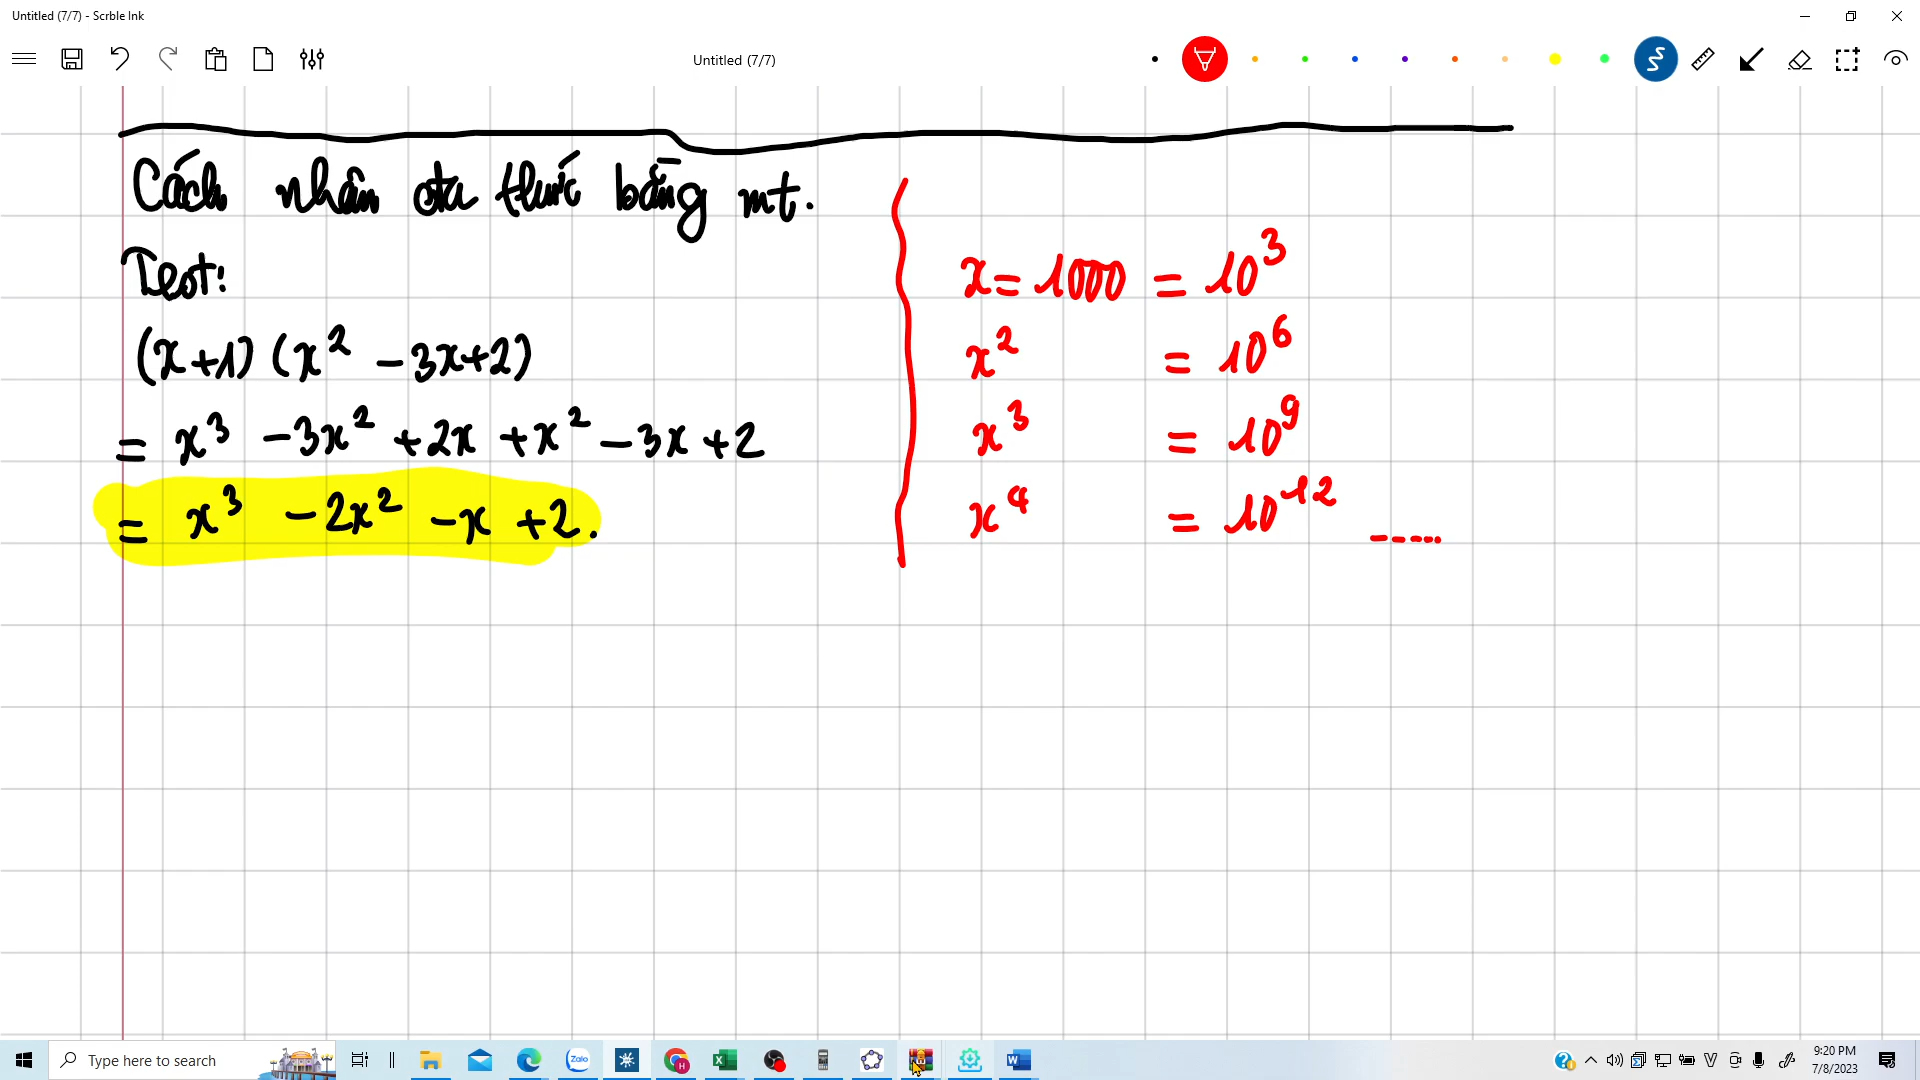 Untitled (7/7) - Scrble Ink
Untitled (7/7)
Cách nhân đa thức bằng mt.
Test:
(x+1) (x² -3x+2)
= x³ -3x² +2x +x² -3x +2
= x³ -2x² -x +2.
x = 1000 = 10³
x² = 10⁶
x³ = 10⁹
x⁴ = 10¹² -----
Type here to search
Zalo
9:20 PM
7/8/2023